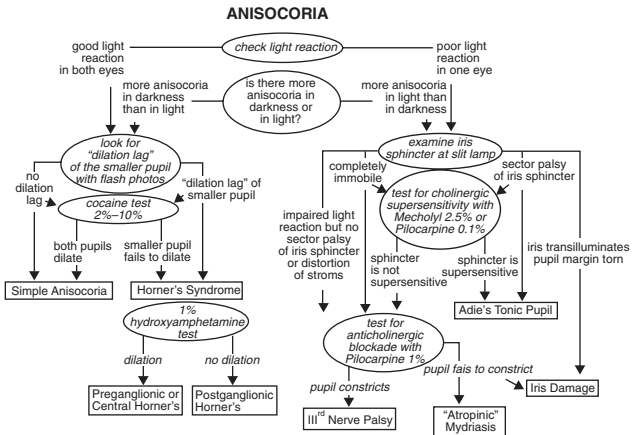 ANISOCORIA
good light
reaction
in both eyes
check light reaction
poor light
reaction
in one eye
more anisocoria
in darkness
than in light
is there more
anisocoria in
darkness or
in light?
more anisocoria
in light than
in darkness
look for
"dilation lag"
of the smaller pupil
with flash photos
examine iris
sphincter at slit lamp
no
dilation
lag
"dilation lag" of
smaller pupil
cocaine test
2%–10%
completely
immobile
sector palsy
of iris sphincter
test for cholinergic
supersensitivity with
Mecholyl 2.5% or
Pilocarpine 0.1%
impaired light
reaction but no
sector palsy
of iris sphincter
or distortion
of stroms
both pupils
dilate
smaller pupil
fails to dilate
sphincter
is not
supersensitive
sphincter is
supersensitive
iris transilluminates
pupil margin torn
Simple Anisocoria
Horner's Syndrome
Adie's Tonic Pupil
1%
hydroxyamphetamine
test
test for
anticholinergic
blockade with
Pilocarpine 1%
dilation
no dilation
pupil constricts
pupil fais to constrict
Preganglionic or
Central Horner's
Postganglionic
Horner's
IIIrd Nerve Palsy
"Atropinic"
Mydriasis
Iris Damage